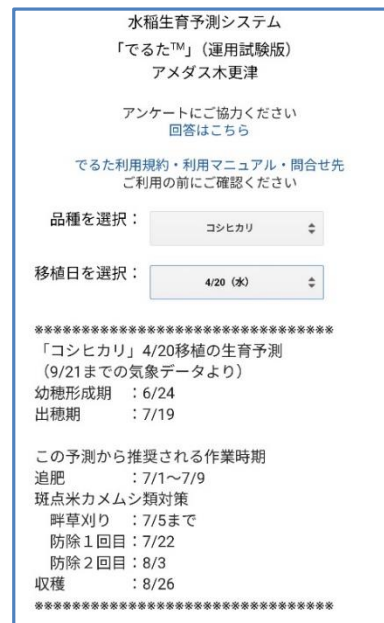 水稲生育予測システム
「でるた™」(運用試験版)
アメダス木更津
アンケートにご協力ください
回答はこちら
でるた利用規約・利用マニュアル・問合せ先
ご利用の前にご確認ください
品種を選択： コシヒカリ
移植日を選択： 4/20（水）
********************************
「コシヒカリ」4/20移植の生育予測
（9/21までの気象データより）
幼穂形成期 ：6/24
出穂期 ：7/19
この予測から推奨される作業時期
追肥 ：7/1～7/9
斑点米カメムシ類対策
畔草刈り ：7/5まで
防除１回目：7/22
防除２回目：8/3
収穫 ：8/26
********************************